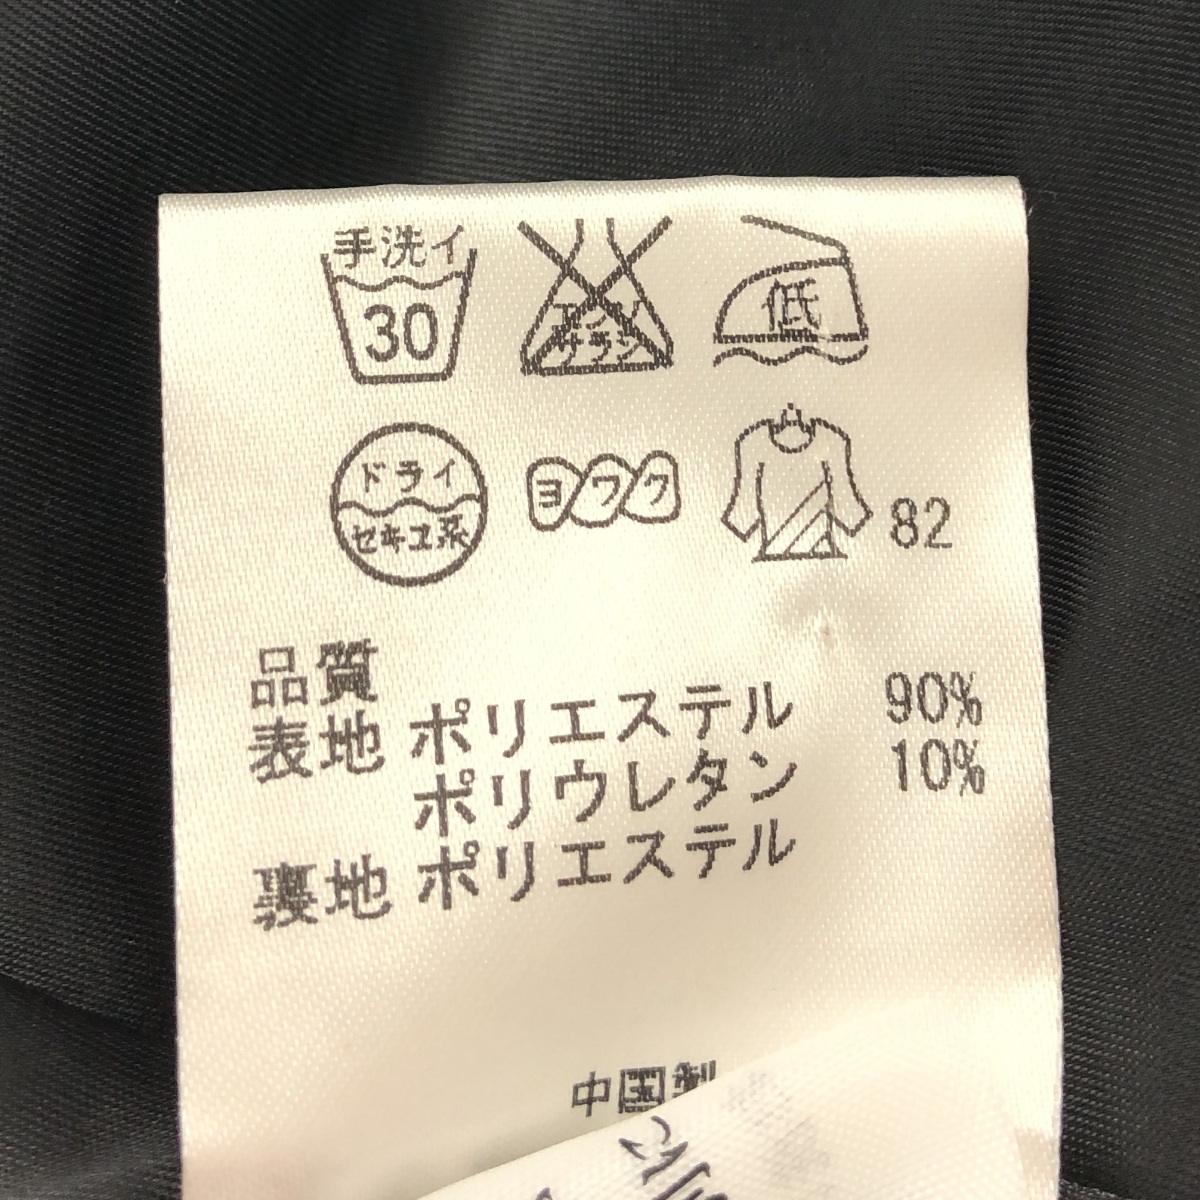 手洗イ
30
エンソ
サラシ
低
ドライ
セキユ系
ヨワク
82
品質
表地 ポリエステル 90%
ポリウレタン 10%
裏地 ポリエステル
中国製